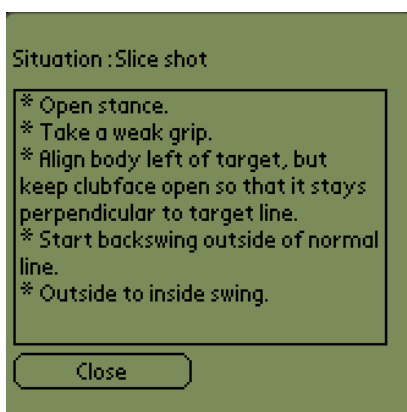 Situation :Slice shot
* Open stance.
* Take a weak grip.
* Align body left of target, but
keep clubface open so that it stays
perpendicular to target line.
* Start backswing outside of normal
line.
* Outside to inside swing.
Close